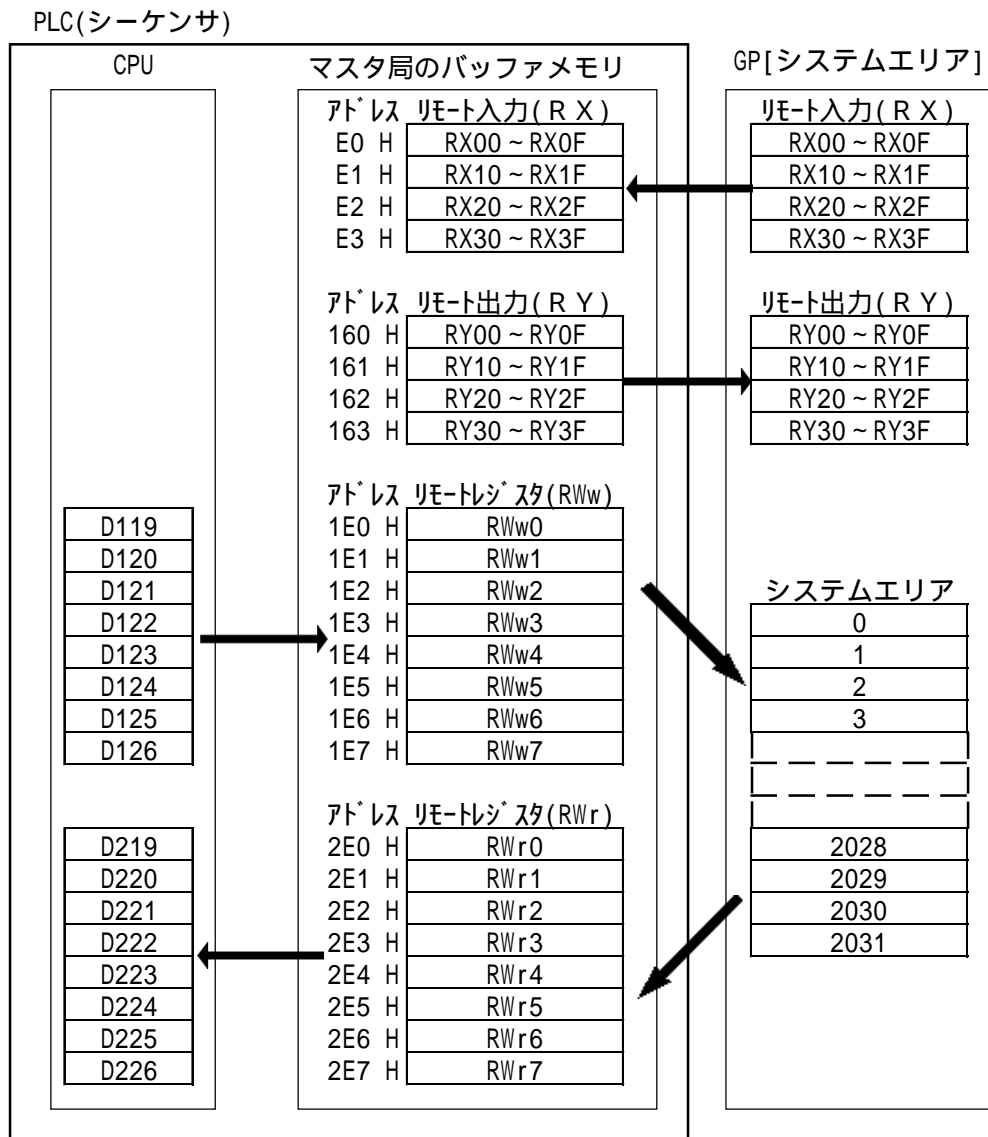 PLC(シーケンサ)
CPU
マスタ局のバッファメモリ
GP[システムエリア]
アドレス リモート入力(RX)
E0 H RX00~RX0F
E1 H RX10~RX1F
E2 H RX20~RX2F
E3 H RX30~RX3F
リモート入力(RX)
RX00~RX0F
RX10~RX1F
RX20~RX2F
RX30~RX3F
アドレス リモート出力(RY)
160 H RY00~RY0F
161 H RY10~RY1F
162 H RY20~RY2F
163 H RY30~RY3F
リモート出力(RY)
RY00~RY0F
RY10~RY1F
RY20~RY2F
RY30~RY3F
D119
D120
D121
D122
D123
D124
D125
D126
アドレス リモートレジスタ(RWw)
1E0 H RWw0
1E1 H RWw1
1E2 H RWw2
1E3 H RWw3
1E4 H RWw4
1E5 H RWw5
1E6 H RWw6
1E7 H RWw7
システムエリア
0
1
2
3
D219
D220
D221
D222
D223
D224
D225
D226
アドレス リモートレジスタ(RWr)
2E0 H RWr0
2E1 H RWr1
2E2 H RWr2
2E3 H RWr3
2E4 H RWr4
2E5 H RWr5
2E6 H RWr6
2E7 H RWr7
2028
2029
2030
2031